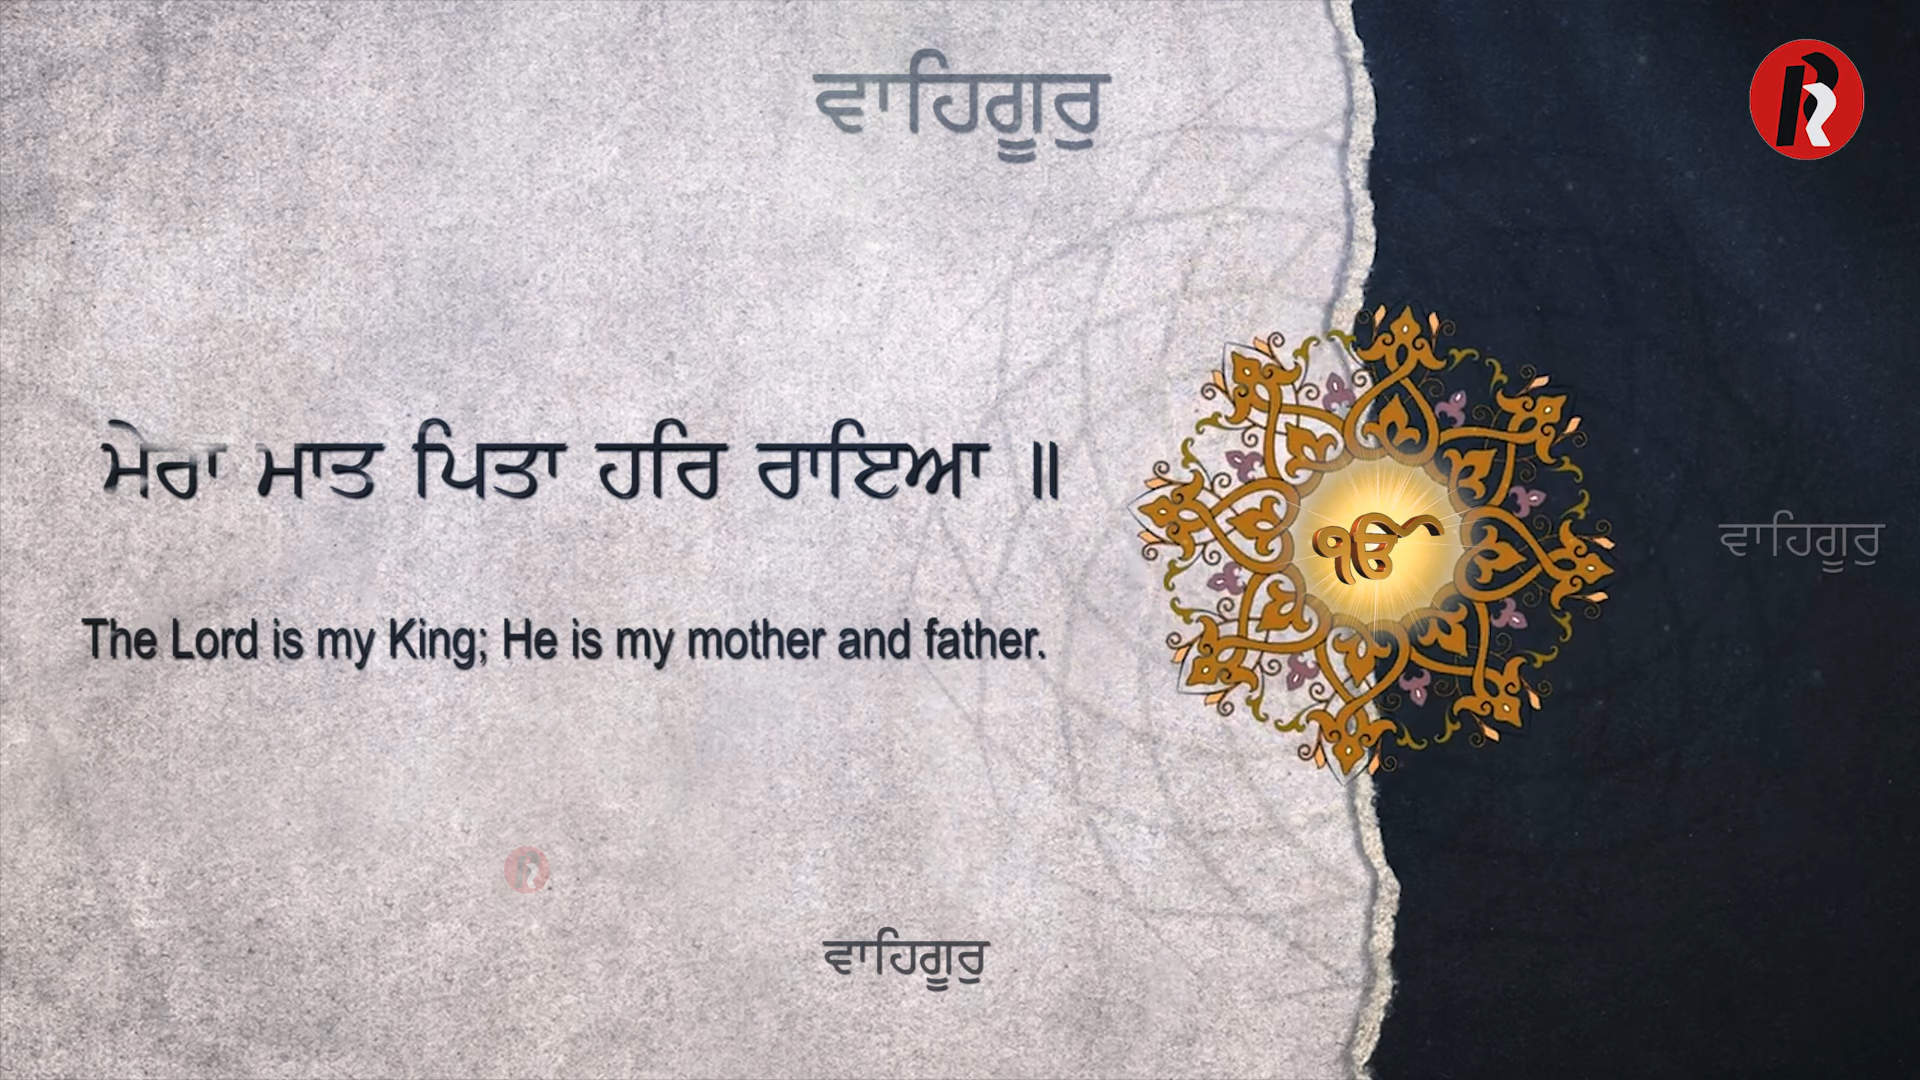 ਵਾਹਿਗੂਰੁ
ਮੇਰਾ ਮਾਤ ਪਿਤਾ ਹਰਿ ਰਾਇਆ ॥
ੴ
ਵਾਹਿਗੂਰੁ
The Lord is my King; He is my mother and father.
ਵਾਹਿਗੂਰੁ